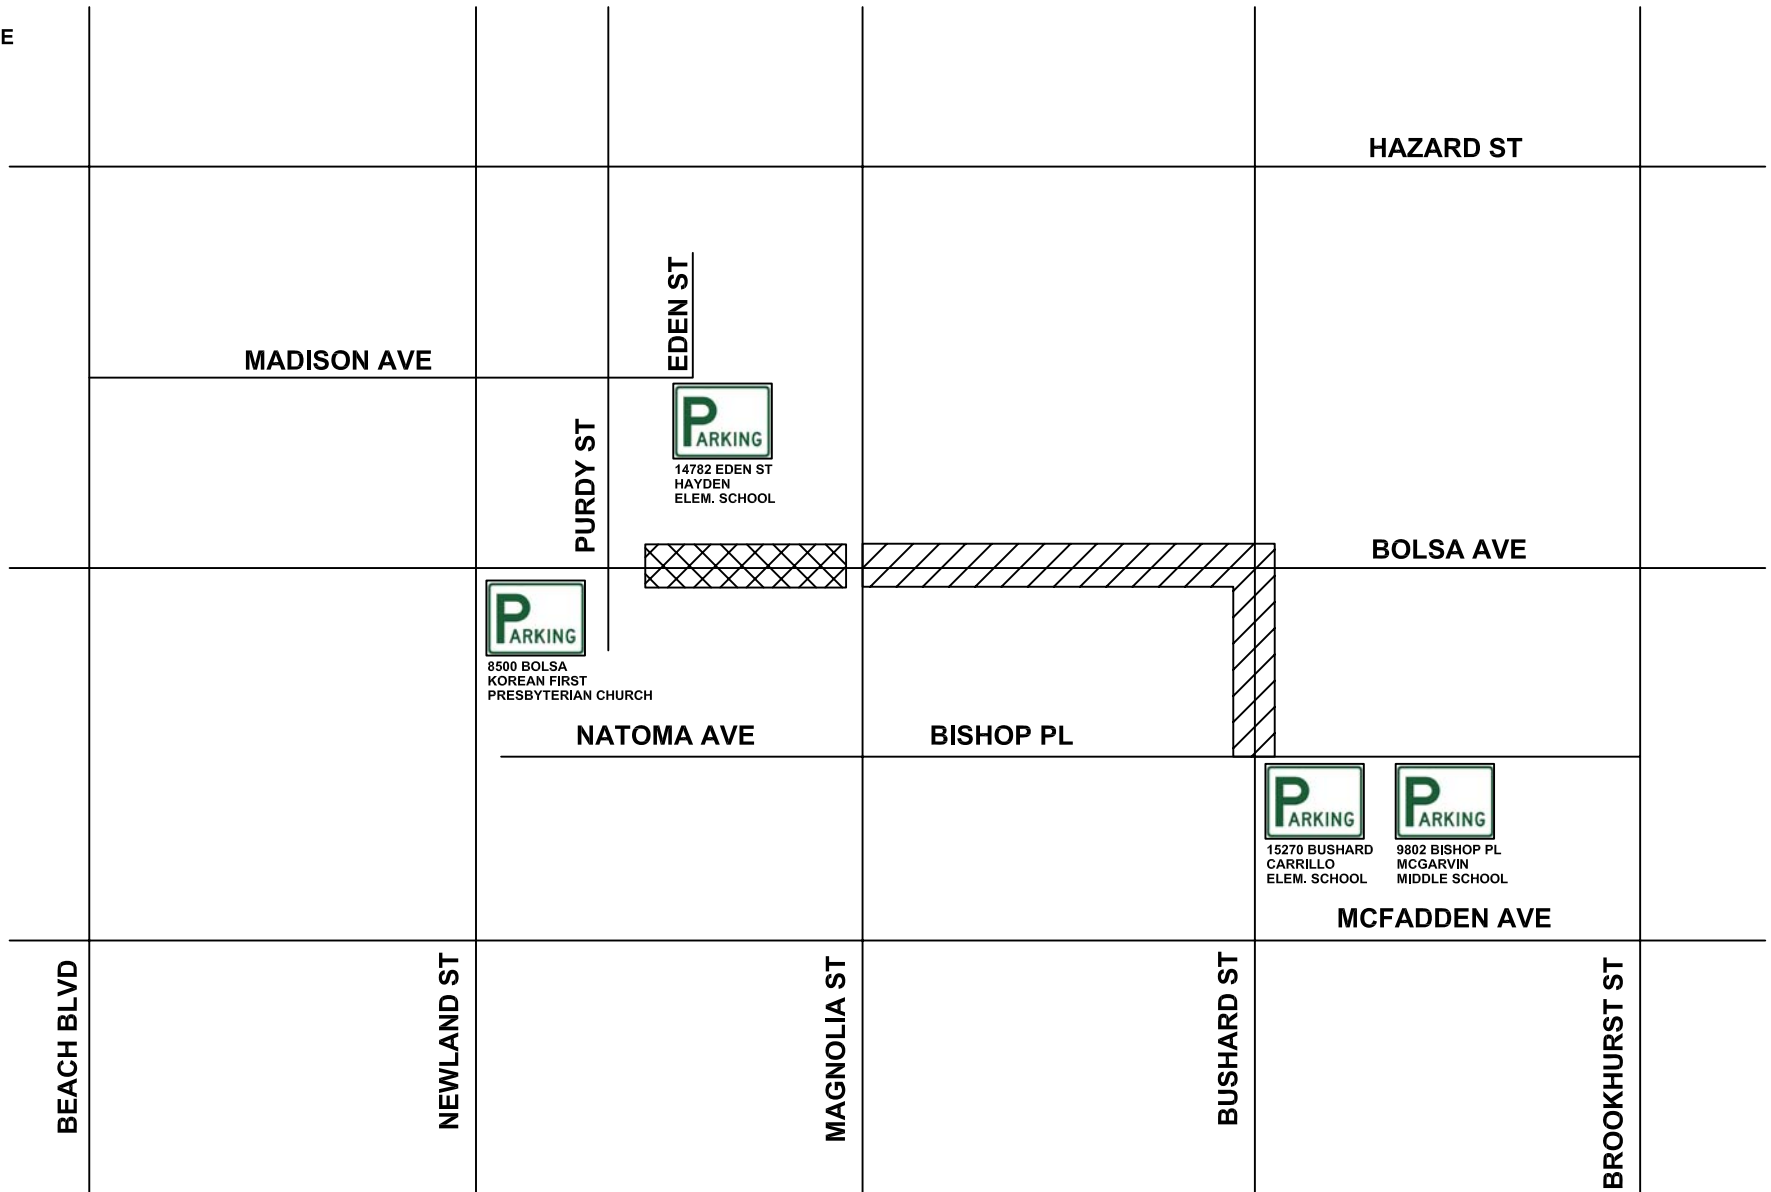 E
HAZARD ST
EDEN ST
MADISON AVE
PARKING
14782 EDEN ST
HAYDEN
ELEM. SCHOOL
PURDY ST
BOLSA AVE
PARKING
8500 BOLSA
KOREAN FIRST
PRESBYTERIAN CHURCH
NATOMA AVE
BISHOP PL
PARKING
15270 BUSHARD
CARRILLO
ELEM. SCHOOL
PARKING
9802 BISHOP PL
MCGARVIN
MIDDLE SCHOOL
MCFADDEN AVE
BEACH BLVD
NEWLAND ST
MAGNOLIA ST
BUSHARD ST
BROOKHURST ST